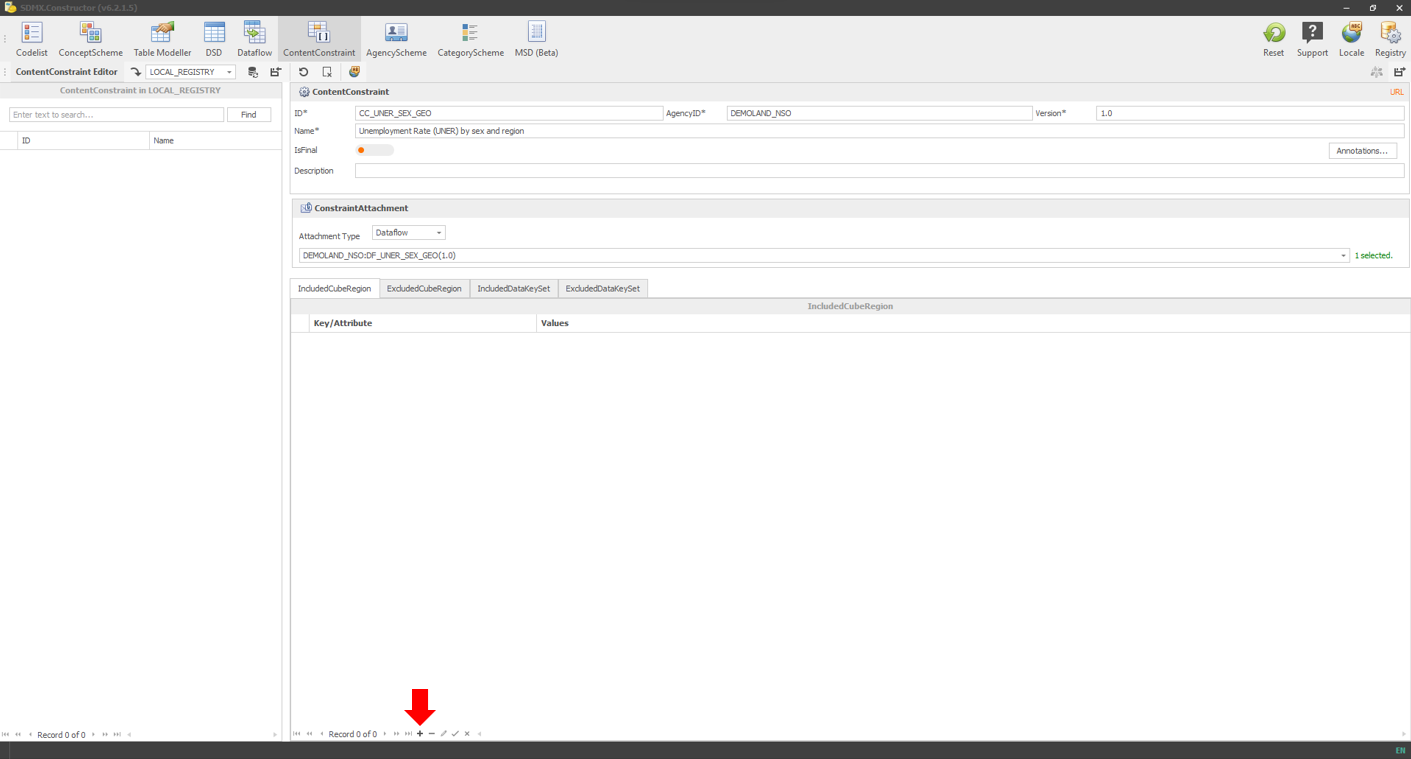 SDMX.Constructor (v6.2.1.5)
Codelist ConceptScheme Table Modeller DSD Dataflow ContentConstraint AgencyScheme CategoryScheme MSD (Beta) Reset Support Locale Registry
ContentConstraint Editor LOCAL_REGISTRY
ContentConstraint in LOCAL_REGISTRY
Enter text to search... Find
ID Name
Record 0 of 0
ContentConstraint URL
ID* CC_UNER_SEX_GEO AgencyID* DEMOLAND_NSO Version* 1.0
Name* Unemployment Rate (UNER) by sex and region
IsFinal Annotations...
Description
ConstraintAttachment
Attachment Type Dataflow
DEMOLAND_NSO:DF_UNER_SEX_GEO(1.0) 1 selected.
IncludedCubeRegion ExcludedCubeRegion IncludedDataKeySet ExcludedDataKeySet
IncludedCubeRegion
Key/Attribute Values
Record 0 of 0
EN